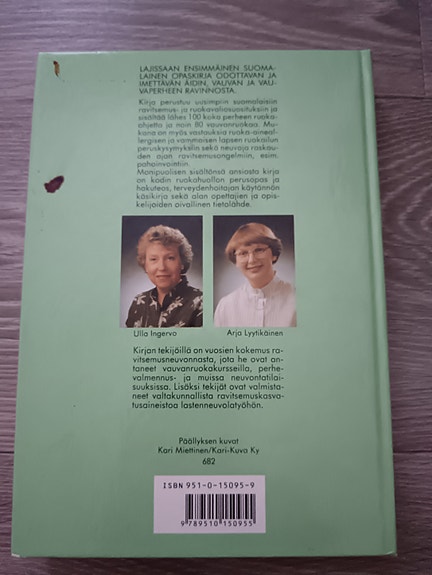 LAJISSAAN ENSIMMÄINEN SUOMA-
LAINEN OPASKIRJA ODOTTAVAN JA
IMETTÄVÄN ÄIDIN, VAUVAN JA VAU-
VAPERHEEN RAVINNOSTA.
Kirja perustuu uusimpiin suomalaisiin
ravitsemus- ja ruokavaliosuosituksiin ja
sisältää lähes 100 koko perheen ruoka-
ohjetta ja noin 80 vauvanruokaa. Mu-
kana on myös vastauksia ruoka-aineal-
lergisen ja vammaisen lapsen ruokailun
peruskysymyksiin sekä neuvoja raskau-
den ajan ravitsemusongelmiin, esim.
pahoinvointiin.
Monipuolisen sisältönsä ansiosta kirja
on kodin ruokahuollon perusopas ja
hakuteos, terveydenhoitajan käytännön
käsikirja sekä alan opettajien ja opis-
kelijoiden oivallinen tietolähde.
Ulla Ingervo
Arja Lyytikäinen
Kirjan tekijöillä on vuosien kokemus ra-
vitsemusneuvonnasta, jota he ovat an-
taneet vauvanruokakursseilla, perhe-
valmennus- ja muissa neuvontatilai-
suuksissa. Lisäksi tekijät ovat valmista-
neet valtakunnallista ravitsemuskasva-
tusaineistoa lastenneuvolatyöhön.
Päällyksen kuvat
Kari Miettinen/Kari-Kuva Ky
682
ISBN 951-0-15095-9
9 789510 150955